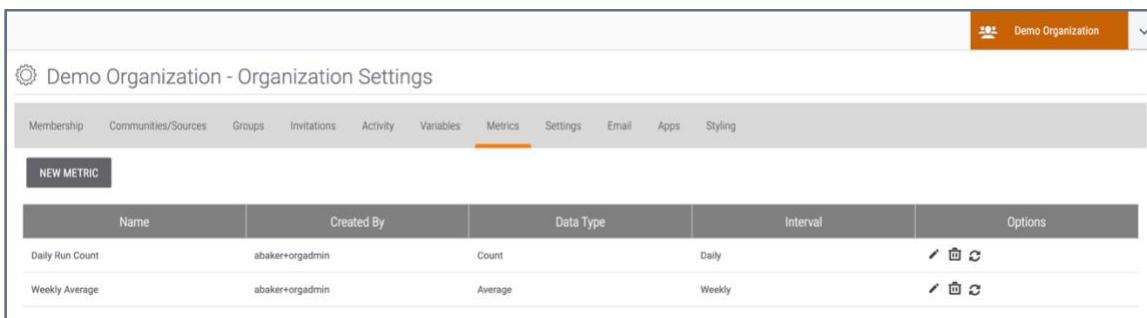 Demo Organization
Demo Organization - Organization Settings
Membership Communities/Sources Groups Invitations Activity Variables Metrics Settings Email Apps Styling
NEW METRIC
Name Created By Data Type Interval Options
Daily Run Count abaker+orgadmin Count Daily
Weekly Average abaker+orgadmin Average Weekly